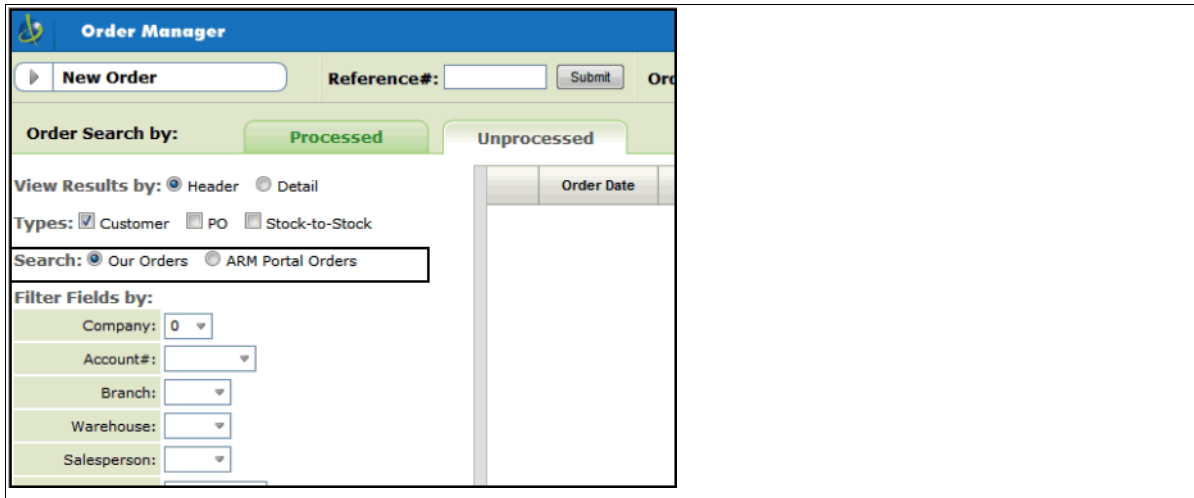 Order Manager
New Order Reference#: Submit
Order Search by: Processed Unprocessed
View Results by: Header Detail Order Date
Types: Customer PO Stock-to-Stock
Search: Our Orders ARM Portal Orders
Filter Fields by:
Company: 0
Account#:
Branch:
Warehouse:
Salesperson: